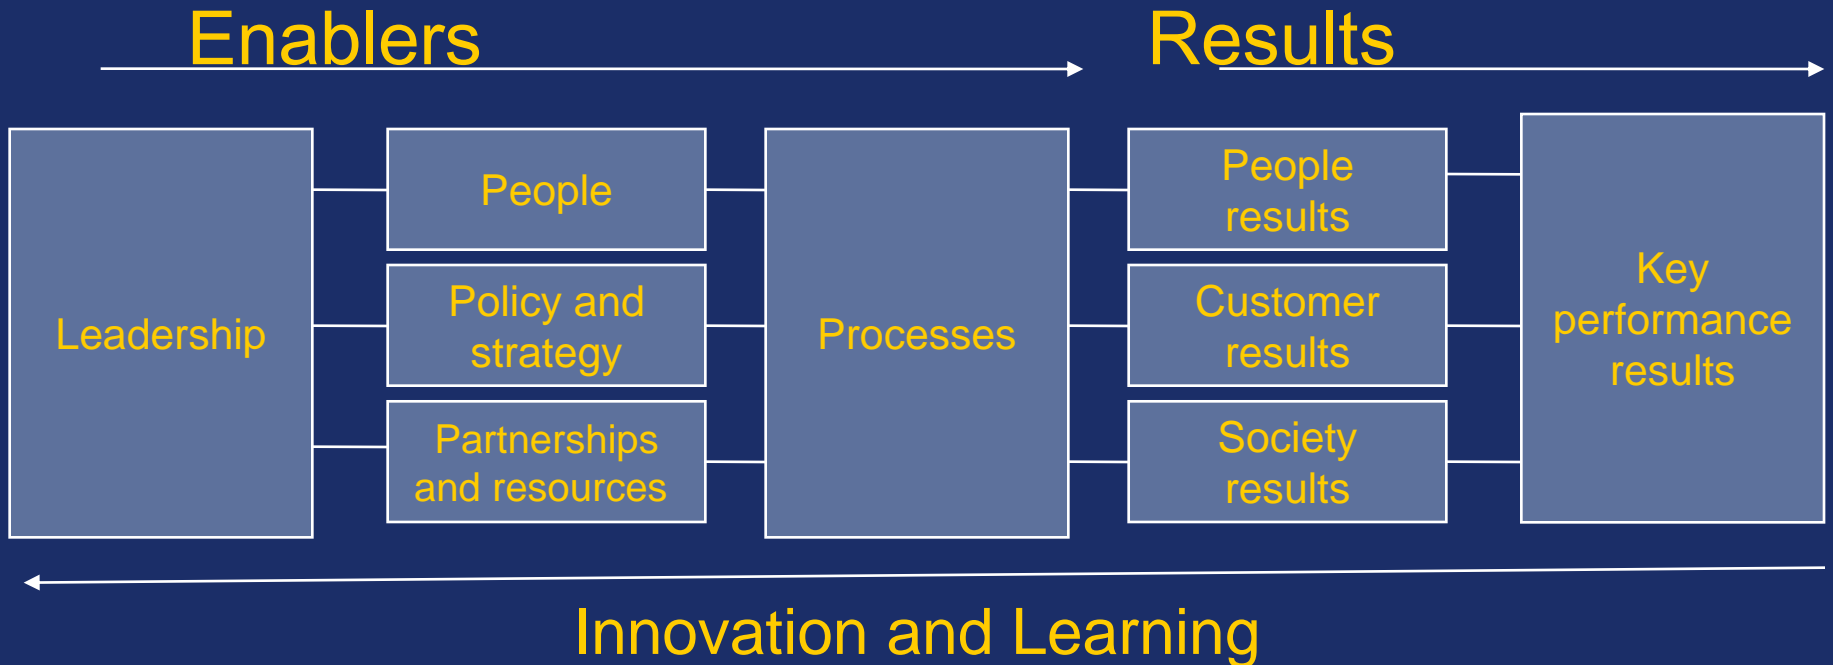 Enablers
Results
Leadership
People
Policy and
strategy
Partnerships
and resources
Processes
People
results
Customer
results
Society
results
Key
performance
results
Innovation and Learning